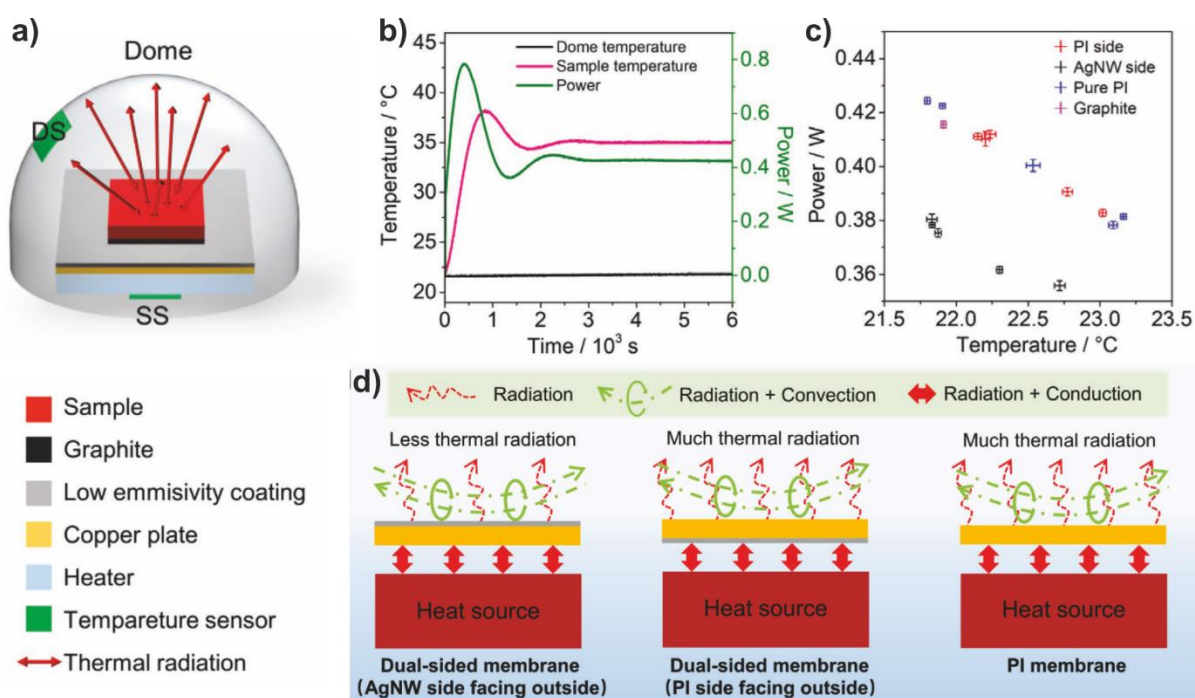 a)
Dome
DS
SS
b)
45
40
35
30
25
20
Temperature / °C
Dome temperature
Sample temperature
Power
0.8
0.6
0.4
0.2
0.0
Power / W
0 1 2 3 4 5 6
Time / 10³ s
c)
0.44
0.42
0.40
0.38
0.36
Power / W
PI side
AgNW side
Pure PI
Graphite
21.5 22.0 22.5 23.0 23.5
Temperature / °C
Sample
Graphite
Low emmisivity coating
Copper plate
Heater
Tempareture sensor
Thermal radiation
d)
Radiation
Radiation + Convection
Radiation + Conduction
Less thermal radiation
Much thermal radiation
Much thermal radiation
Heat source
Heat source
Heat source
Dual-sided membrane
(AgNW side facing outside)
Dual-sided membrane
(PI side facing outside)
PI membrane